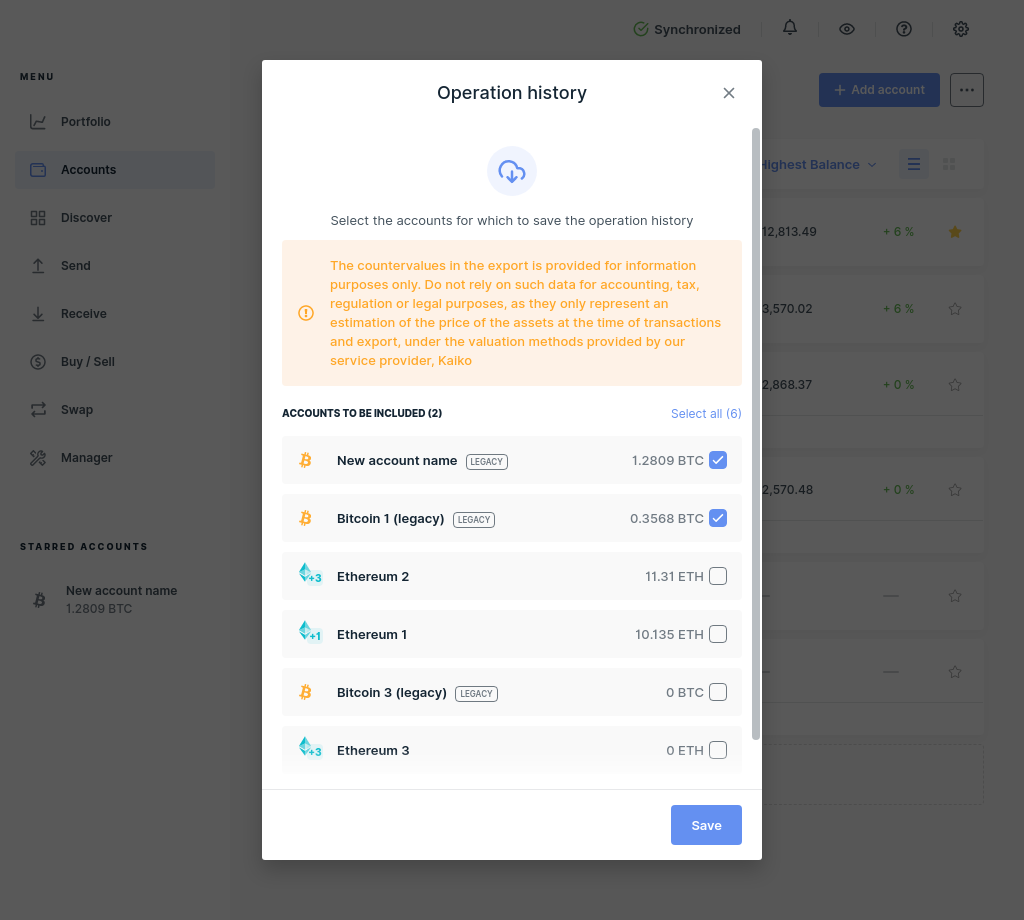 Synchronized
MENU
Portfolio
Accounts
Discover
Send
Receive
Buy / Sell
Swap
Manager
STARRED ACCOUNTS
New account name
1.2809 BTC
+ Add account
Highest Balance
12,813.49 + 6 %
3,570.02 + 6 %
2,868.37 + 0 %
2,570.48 + 0 %
Operation history
Select the accounts for which to save the operation history
The countervalues in the export is provided for information
purposes only. Do not rely on such data for accounting, tax,
regulation or legal purposes, as they only represent an
estimation of the price of the assets at the time of transactions
and export, under the valuation methods provided by our
service provider, Kaiko
ACCOUNTS TO BE INCLUDED (2) Select all (6)
New account name LEGACY 1.2809 BTC
Bitcoin 1 (legacy) LEGACY 0.3568 BTC
+3 Ethereum 2 11.31 ETH
+1 Ethereum 1 10.135 ETH
Bitcoin 3 (legacy) LEGACY 0 BTC
+3 Ethereum 3 0 ETH
Save